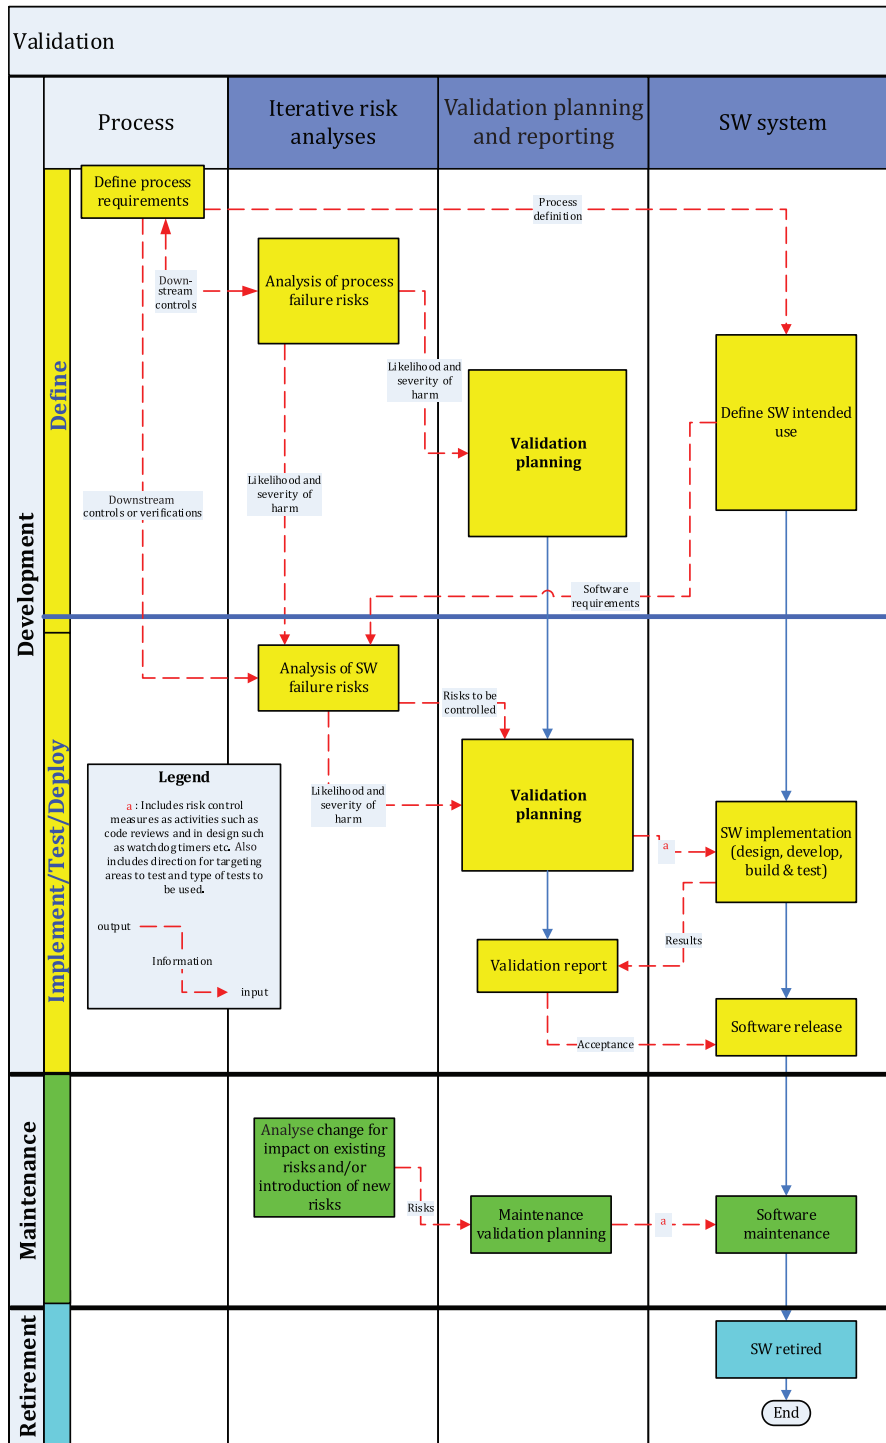 Validation
Process
Iterative risk
analyses
Validation planning
and reporting
SW system
Development
Define
Define process
requirements
Process
definition
Down-
stream
controls
Analysis of process
failure risks
Likelihood and
severity of
harm
Validation
planning
Define SW intended
use
Downstream
controls or verifications
Likelihood and
severity of
harm
Software
requirements
Implement/Test/Deploy
Analysis of SW
failure risks
Risks to be
controlled
Likelihood and
severity of
harm
Validation
planning
a
SW implementation
(design, develop,
build & test)
Legend
a : Includes risk control
measures as activities such as
code reviews and in design such
as watchdog timers etc. Also
includes direction for targeting
areas to test and type of tests to
be used.
output
Information
input
Results
Validation report
Software release
Acceptance
Maintenance
Analyse change for
impact on existing
risks and/or
introduction of new
risks
Risks
Maintenance
validation planning
a
Software
maintenance
Retirement
SW retired
End